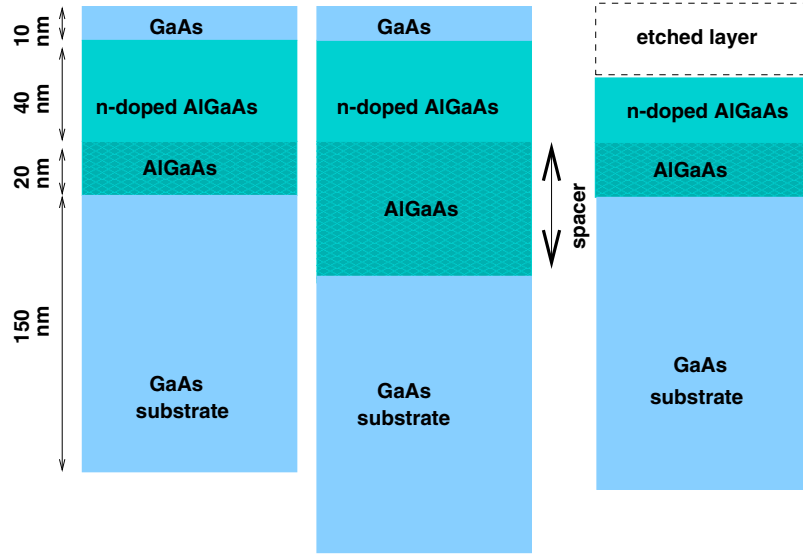 10
nm
40
nm
20
nm
150
nm
GaAs
n-doped AlGaAs
AlGaAs
GaAs
substrate
GaAs
n-doped AlGaAs
AlGaAs
GaAs
substrate
spacer
etched layer
n-doped AlGaAs
AlGaAs
GaAs
substrate